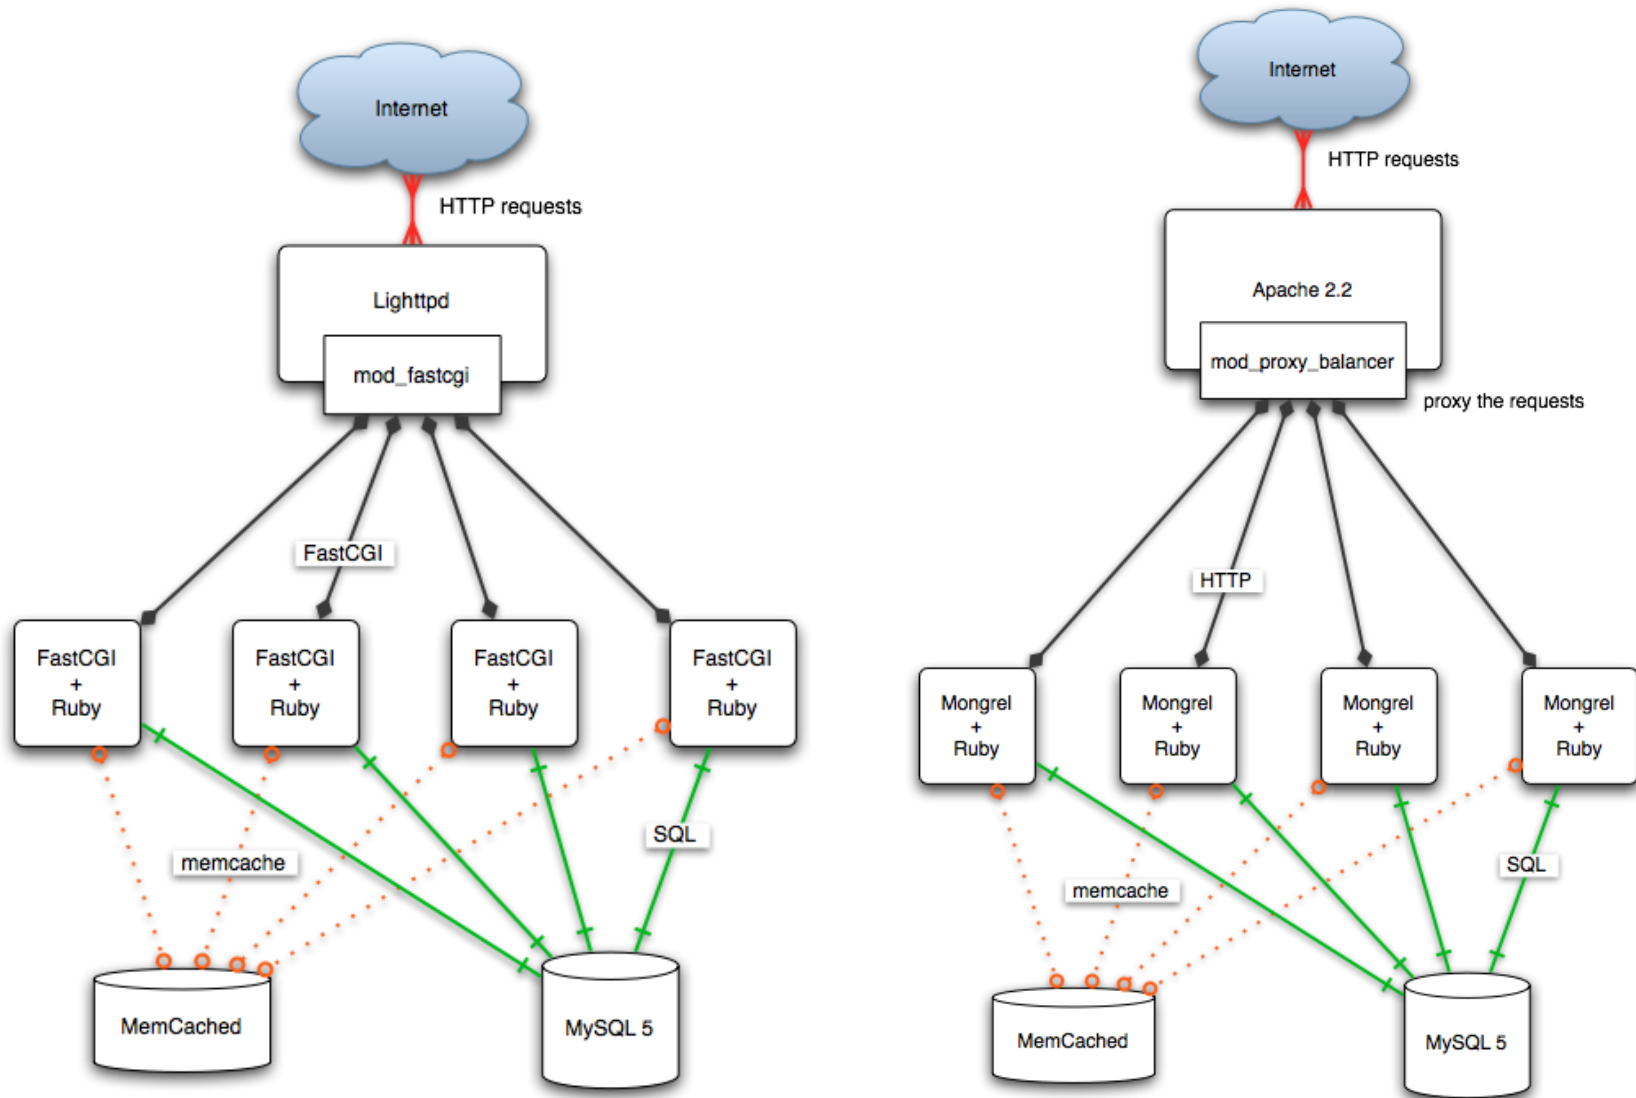 Internet
HTTP requests
Lighttpd
mod_fastcgi
FastCGI
FastCGI
+
Ruby
FastCGI
+
Ruby
FastCGI
+
Ruby
FastCGI
+
Ruby
memcache
SQL
MemCached
MySQL 5
Internet
HTTP requests
Apache 2.2
mod_proxy_balancer
proxy the requests
HTTP
Mongrel
+
Ruby
Mongrel
+
Ruby
Mongrel
+
Ruby
Mongrel
+
Ruby
memcache
SQL
MemCached
MySQL 5